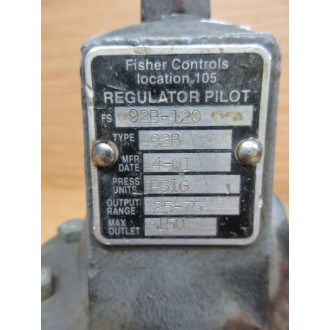 Fisher Controls
location 105
REGULATOR PILOT
FS 92B-120
TYPE 92B
MFR DATE 4-01
PRESS UNITS PSIG
OUTPUT RANGE 25-75
MAX OUTLET 150